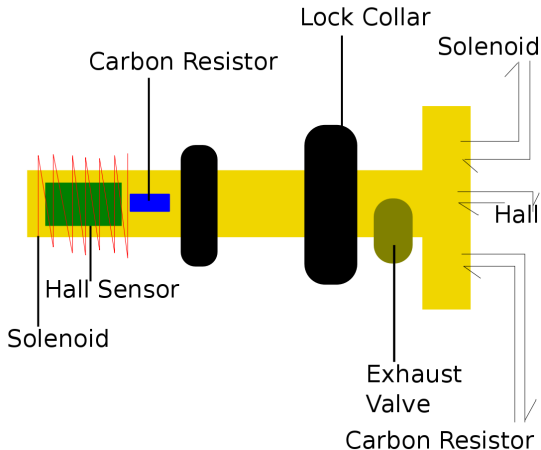 Lock Collar
Solenoid
Carbon Resistor
Hall
Hall Sensor
Solenoid
Exhaust
Valve
Carbon Resistor